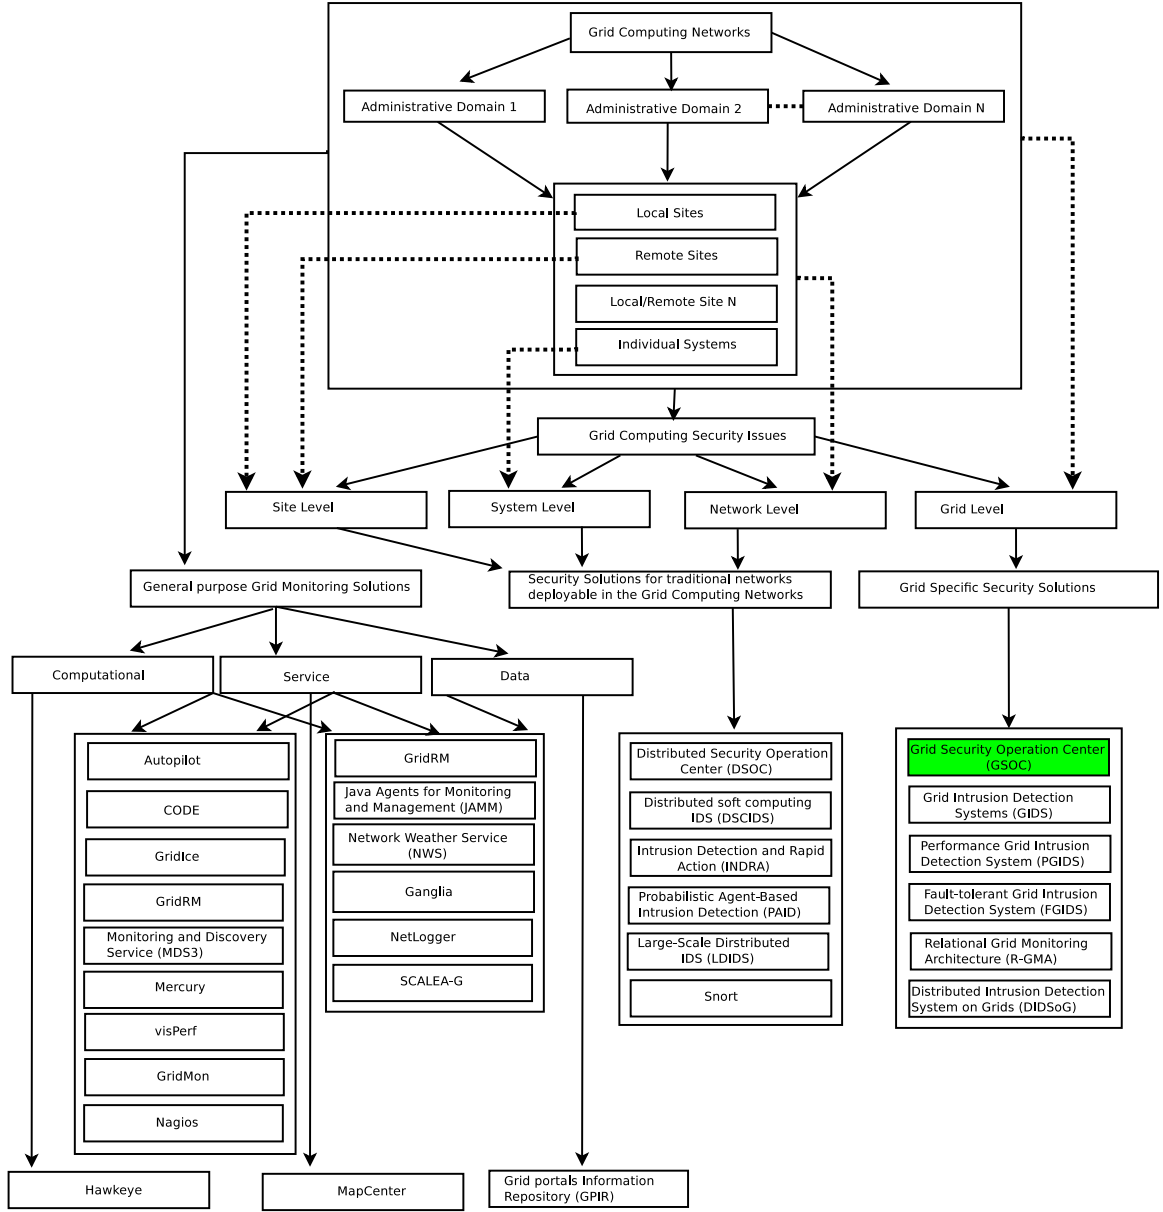 Grid Computing Networks
Administrative Domain 1
Administrative Domain 2
Administrative Domain N
Local Sites
Remote Sites
Local/Remote Site N
Individual Systems
Grid Computing Security Issues
Site Level
System Level
Network Level
Grid Level
General purpose Grid Monitoring Solutions
Security Solutions for traditional networks
deployable in the Grid Computing Networks
Grid Specific Security Solutions
Computational
Service
Data
Autopilot
CODE
GridIce
GridRM
Monitoring and Discovery
Service (MDS3)
Mercury
visPerf
GridMon
Nagios
GridRM
Java Agents for Monitoring
and Management (JAMM)
Network Weather Service
(NWS)
Ganglia
NetLogger
SCALEA-G
Distributed Security Operation
Center (DSOC)
Distributed soft computing
IDS (DSCIDS)
Intrusion Detection and Rapid
Action (INDRA)
Probabilistic Agent-Based
Intrusion Detection (PAID)
Large-Scale Dirstributed
IDS (LDIDS)
Snort
Grid Security Operation Center
(GSOC)
Grid Intrusion Detection
Systems (GIDS)
Performance Grid Intrusion
Detection System (PGIDS)
Fault-tolerant Grid Intrusion
Detection System (FGIDS)
Relational Grid Monitoring
Architecture (R-GMA)
Distributed Intrusion Detection
System on Grids (DIDSoG)
Hawkeye
MapCenter
Grid portals Information
Repository (GPIR)